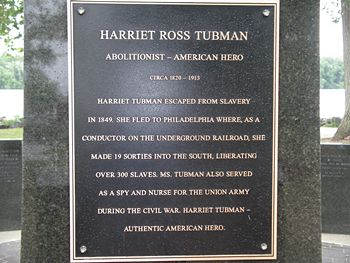 HARRIET ROSS TUBMAN
ABOLITIONIST – AMERICAN HERO
CIRCA 1820 – 1913
HARRIET TUBMAN ESCAPED FROM SLAVERY
IN 1849. SHE FLED TO PHILADELPHIA WHERE, AS A
CONDUCTOR ON THE UNDERGROUND RAILROAD, SHE
MADE 19 SORTIES INTO THE SOUTH, LIBERATING
OVER 300 SLAVES. MS. TUBMAN ALSO SERVED
AS A SPY AND NURSE FOR THE UNION ARMY
DURING THE CIVIL WAR. HARRIET TUBMAN –
AUTHENTIC AMERICAN HERO.